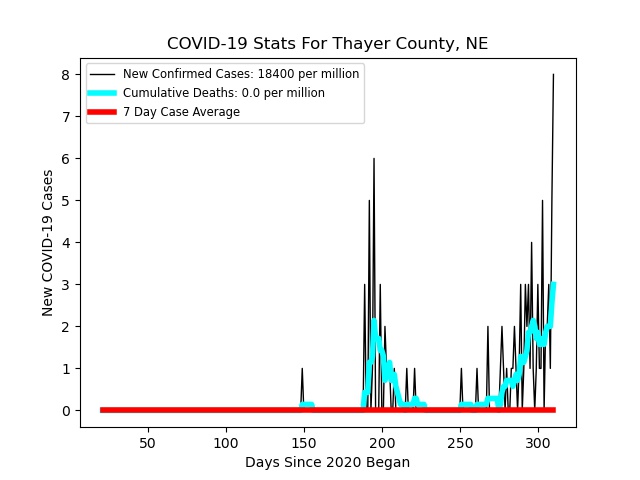 COVID-19 Stats For Thayer County, NE
New Confirmed Cases: 18400 per million
Cumulative Deaths: 0.0 per million
7 Day Case Average
New COVID-19 Cases
8
7
6
5
4
3
2
1
0
50 100 150 200 250 300
Days Since 2020 Began